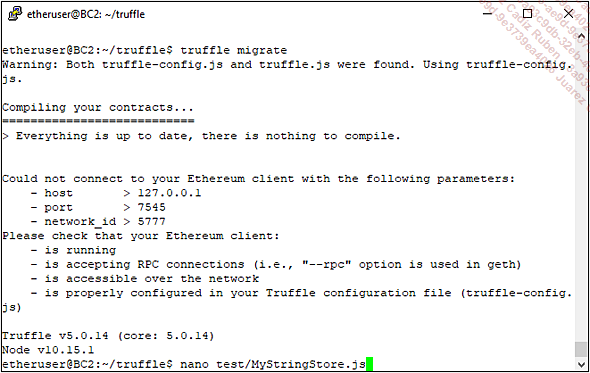 etheruser@BC2: ~/truffle
etheruser@BC2:~/truffle$ truffle migrate
Warning: Both truffle-config.js and truffle.js were found. Using truffle-config.
js.
Compiling your contracts...
===========================
> Everything is up to date, there is nothing to compile.
Could not connect to your Ethereum client with the following parameters:
    - host       > 127.0.0.1
    - port       > 7545
    - network_id > 5777
Please check that your Ethereum client:
    - is running
    - is accepting RPC connections (i.e., "--rpc" option is used in geth)
    - is accessible over the network
    - is properly configured in your Truffle configuration file (truffle-config.
js)
Truffle v5.0.14 (core: 5.0.14)
Node v10.15.1
etheruser@BC2:~/truffle$ nano test/MyStringStore.js